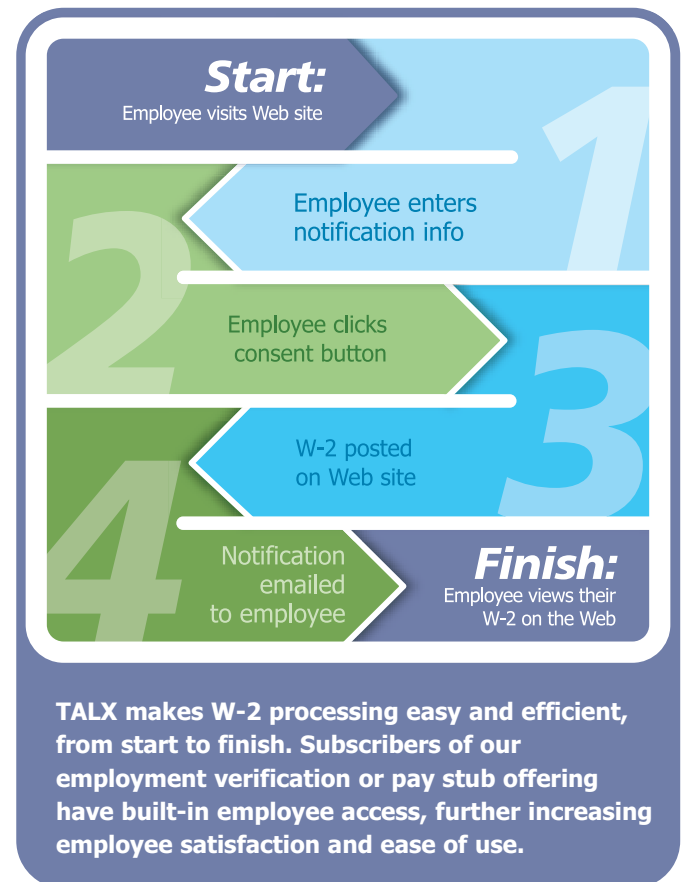 Start:
Employee visits Web site
1
Employee enters
notification info
2
Employee clicks
consent button
3
W-2 posted
on Web site
4
Notification
emailed
to employee
Finish:
Employee views their
W-2 on the Web
TALX makes W-2 processing easy and efficient,
from start to finish. Subscribers of our
employment verification or pay stub offering
have built-in employee access, further increasing
employee satisfaction and ease of use.